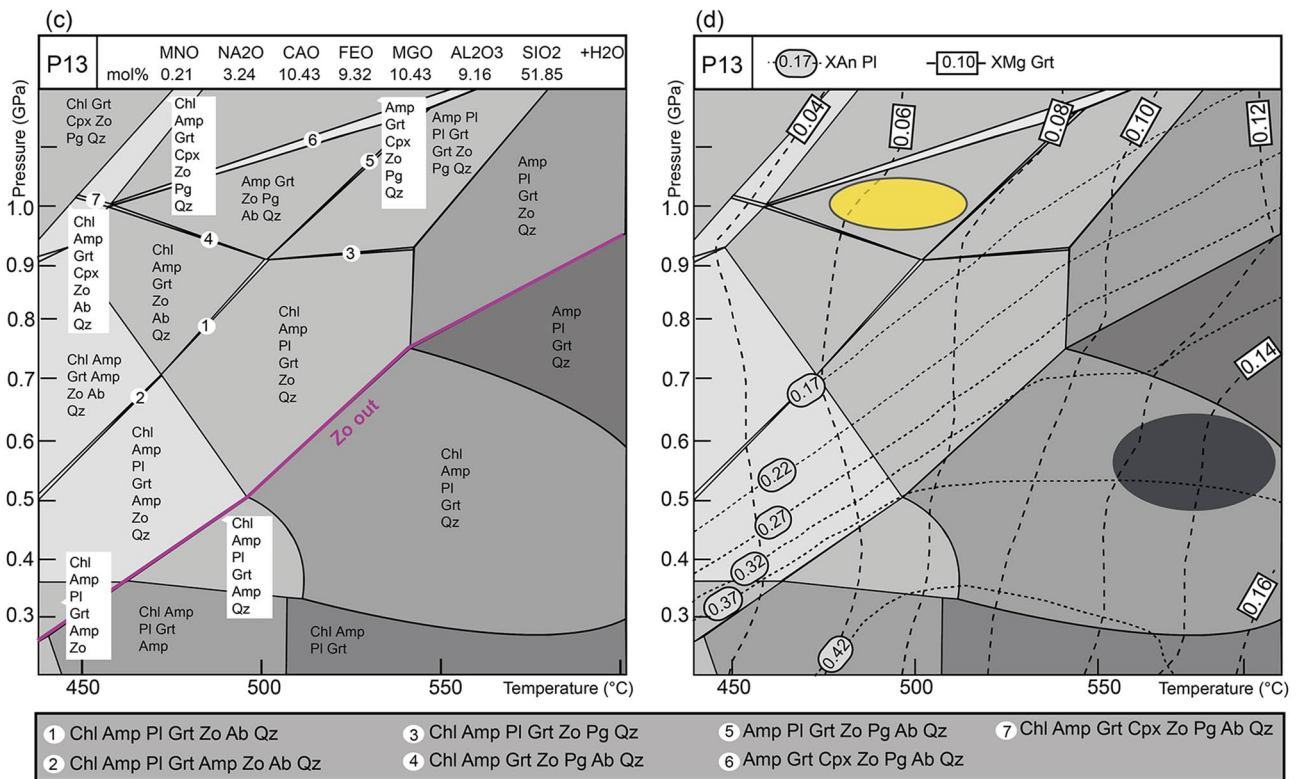 (c)
P13
MNO NA2O CAO FEO MGO AL2O3 SIO2 +H2O
mol% 0.21 3.24 10.43 9.32 10.43 9.16 51.85
Pressure (GPa)
1.0
0.9
0.8
0.7
0.6
0.5
0.4
0.3
Chl Grt
Cpx Zo
Pg Qz
Chl
Amp
Grt
Cpx
Zo
Pg
Qz
6
5
Amp
Grt
Cpx
Zo
Pg
Qz
Amp Pl
Pl Grt
Grt Zo
Pg Qz
Amp
Pl
Grt
Zo
Qz
Amp Grt
Zo Pg
Ab Qz
7
4
3
Chl
Amp
Grt
Cpx
Zo
Ab
Qz
Chl
Amp
Grt
Zo
Ab
Qz
1
Chl
Amp
Pl
Grt
Zo
Qz
Amp
Pl
Grt
Qz
Chl Amp
Grt Amp
Zo Ab
Qz
2
Zo out
Chl
Amp
Pl
Grt
Amp
Zo
Qz
Chl
Amp
Pl
Grt
Qz
Chl
Amp
Pl
Grt
Amp
Qz
Chl
Amp
Pl
Grt
Amp
Zo
Chl Amp
Pl Grt
Amp
Chl Amp
Pl Grt
450 500 550 Temperature (°C)
(d)
P13
0.17 XAn Pl 0.10 XMg Grt
Pressure (GPa)
1.0
0.9
0.8
0.7
0.6
0.5
0.4
0.3
0.04
0.06
0.08
0.10
0.12
0.14
0.16
0.17
0.22
0.27
0.32
0.37
0.42
450 500 550 Temperature (°C)
1 Chl Amp Pl Grt Zo Ab Qz
2 Chl Amp Pl Grt Amp Zo Ab Qz
3 Chl Amp Pl Grt Zo Pg Qz
4 Chl Amp Grt Zo Pg Ab Qz
5 Amp Pl Grt Zo Pg Ab Qz
6 Amp Grt Cpx Zo Pg Ab Qz
7 Chl Amp Grt Cpx Zo Pg Ab Qz